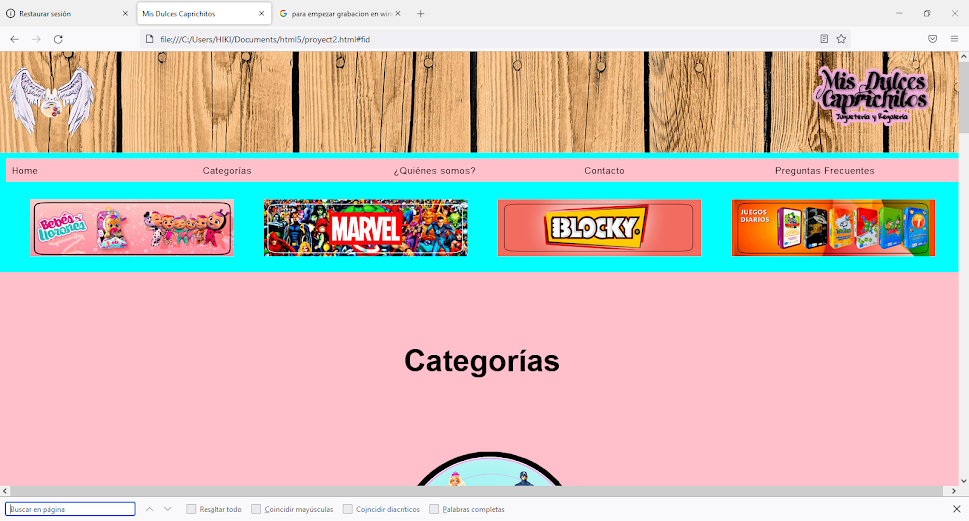 Restaurar sesión
Mis Dulces Caprichitos
para empezar grabacion en win
file:///C:/Users/HIKI/Documents/html5/proyect2.html#fid
Mis Dulces
Caprichitos
Juguetería y Regalería
Home
Categorías
¿Quiénes somos?
Contacto
Preguntas Frecuentes
Bebés
llorones
MARVEL
BLOCKY
JUEGOS
DIARIOS
Categorías
Buscar en página
Resaltar todo
Coincidir mayúsculas
Coincidir diacríticos
Palabras completas